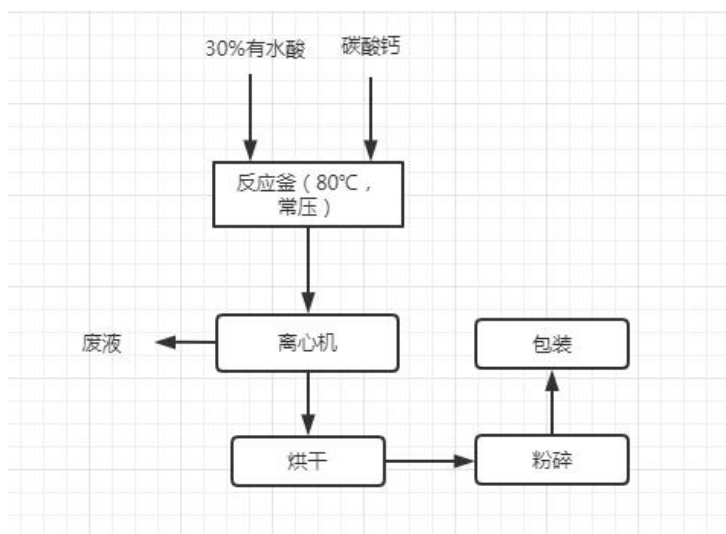 30%有水酸
碳酸钙
反应釜（80℃，
常压）
废液
离心机
包装
烘干
粉碎